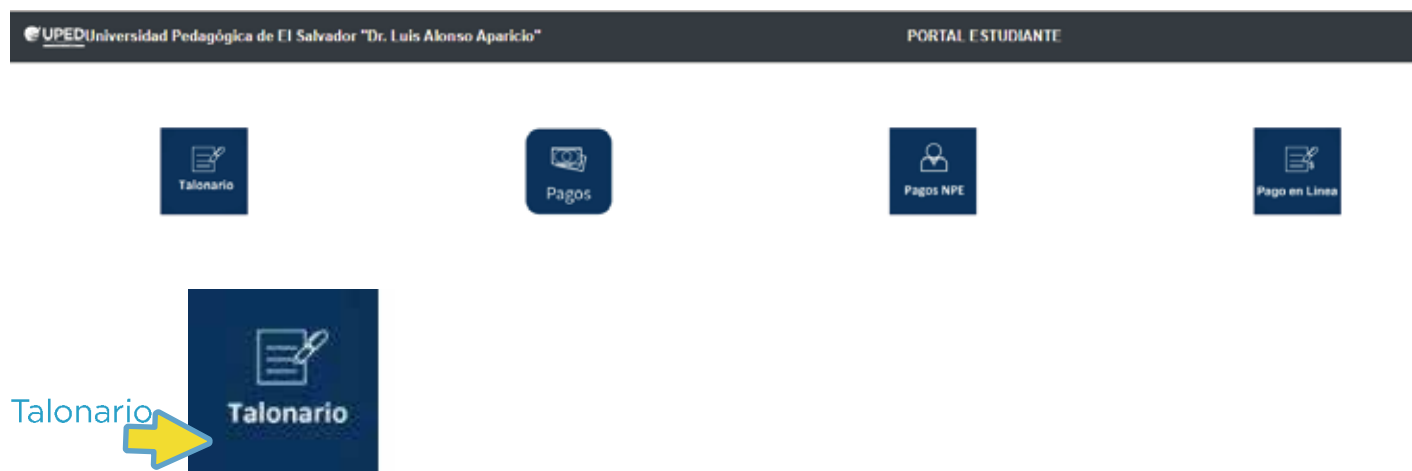 UPED Universidad Pedagógica de El Salvador "Dr. Luis Alonso Aparicio" PORTAL ESTUDIANTE
Talonario Pagos Pagos NPE Pago en Linea
Talonario
Talonario